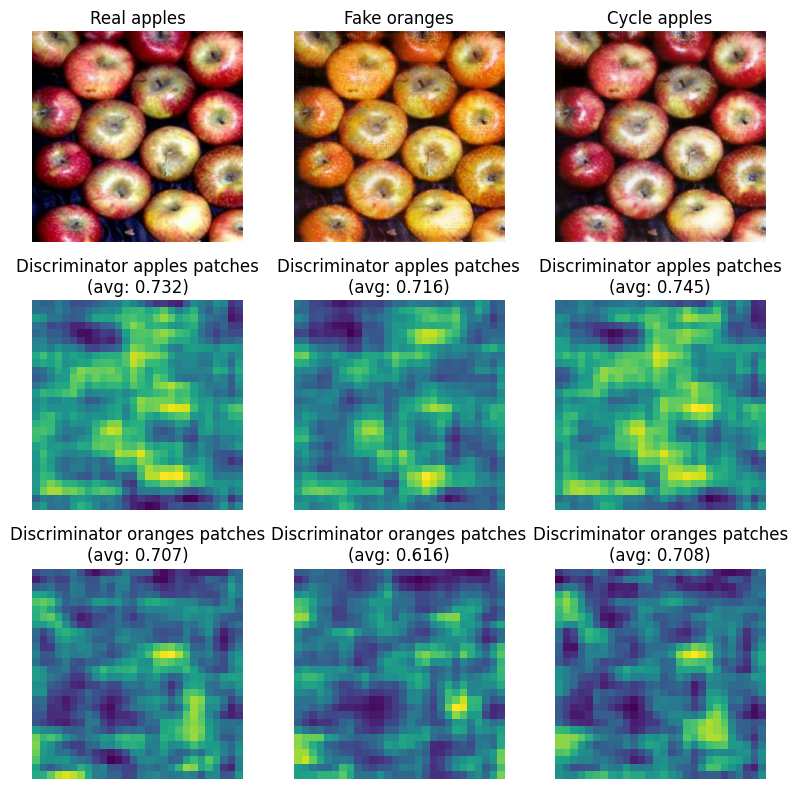 Real apples
Fake oranges
Cycle apples
Discriminator apples patches
(avg: 0.732)
Discriminator apples patches
(avg: 0.716)
Discriminator apples patches
(avg: 0.745)
Discriminator oranges patches
(avg: 0.707)
Discriminator oranges patches
(avg: 0.616)
Discriminator oranges patches
(avg: 0.708)